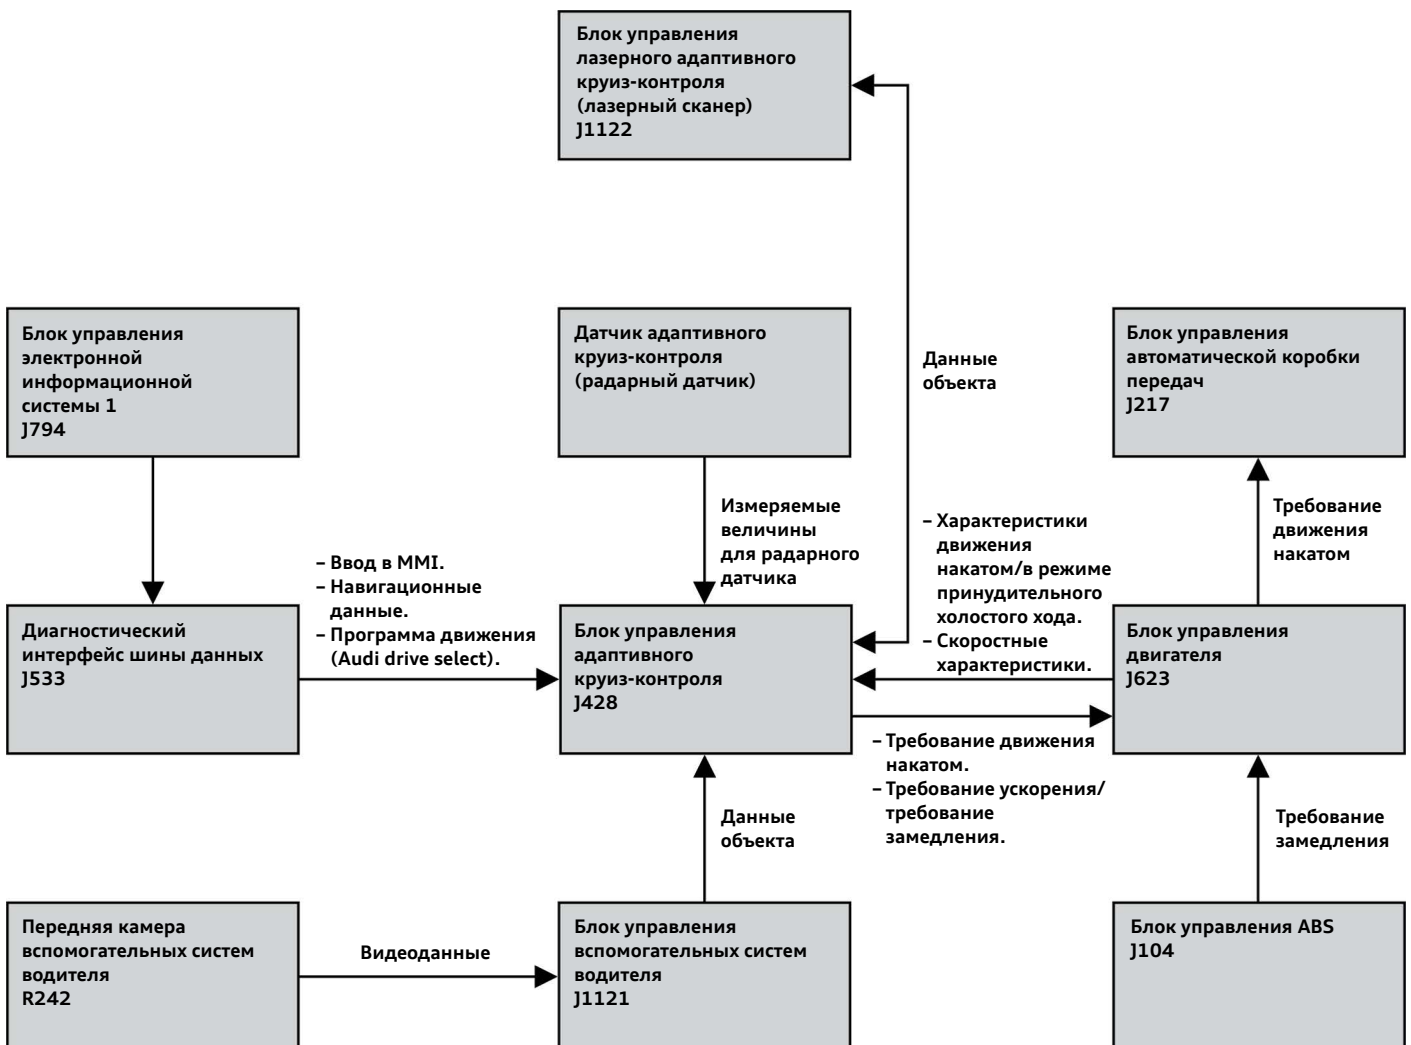 Блок управления
лазерного адаптивного
круиз-контроля
(лазерный сканер)
J1122
Блок управления
электронной
информационной
системы 1
J794
Датчик адаптивного
круиз-контроля
(радарный датчик)
Данные
объекта
Блок управления
автоматической коробки
передач
J217
– Ввод в MMI.
– Навигационные
данные.
– Программа движения
(Audi drive select).
Измеряемые
величины
для радарного
датчика
– Характеристики
движения
накатом/в режиме
принудительного
холостого хода.
– Скоростные
характеристики.
Требование
движения
накатом
Диагностический
интерфейс шины данных
J533
Блок управления
адаптивного
круиз-контроля
J428
Блок управления
двигателя
J623
– Требование движения
накатом.
– Требование ускорения/
требование
замедления.
Данные
объекта
Требование
замедления
Передняя камера
вспомогательных систем
водителя
R242
Видеоданные
Блок управления
вспомогательных систем
водителя
J1121
Блок управления ABS
J104